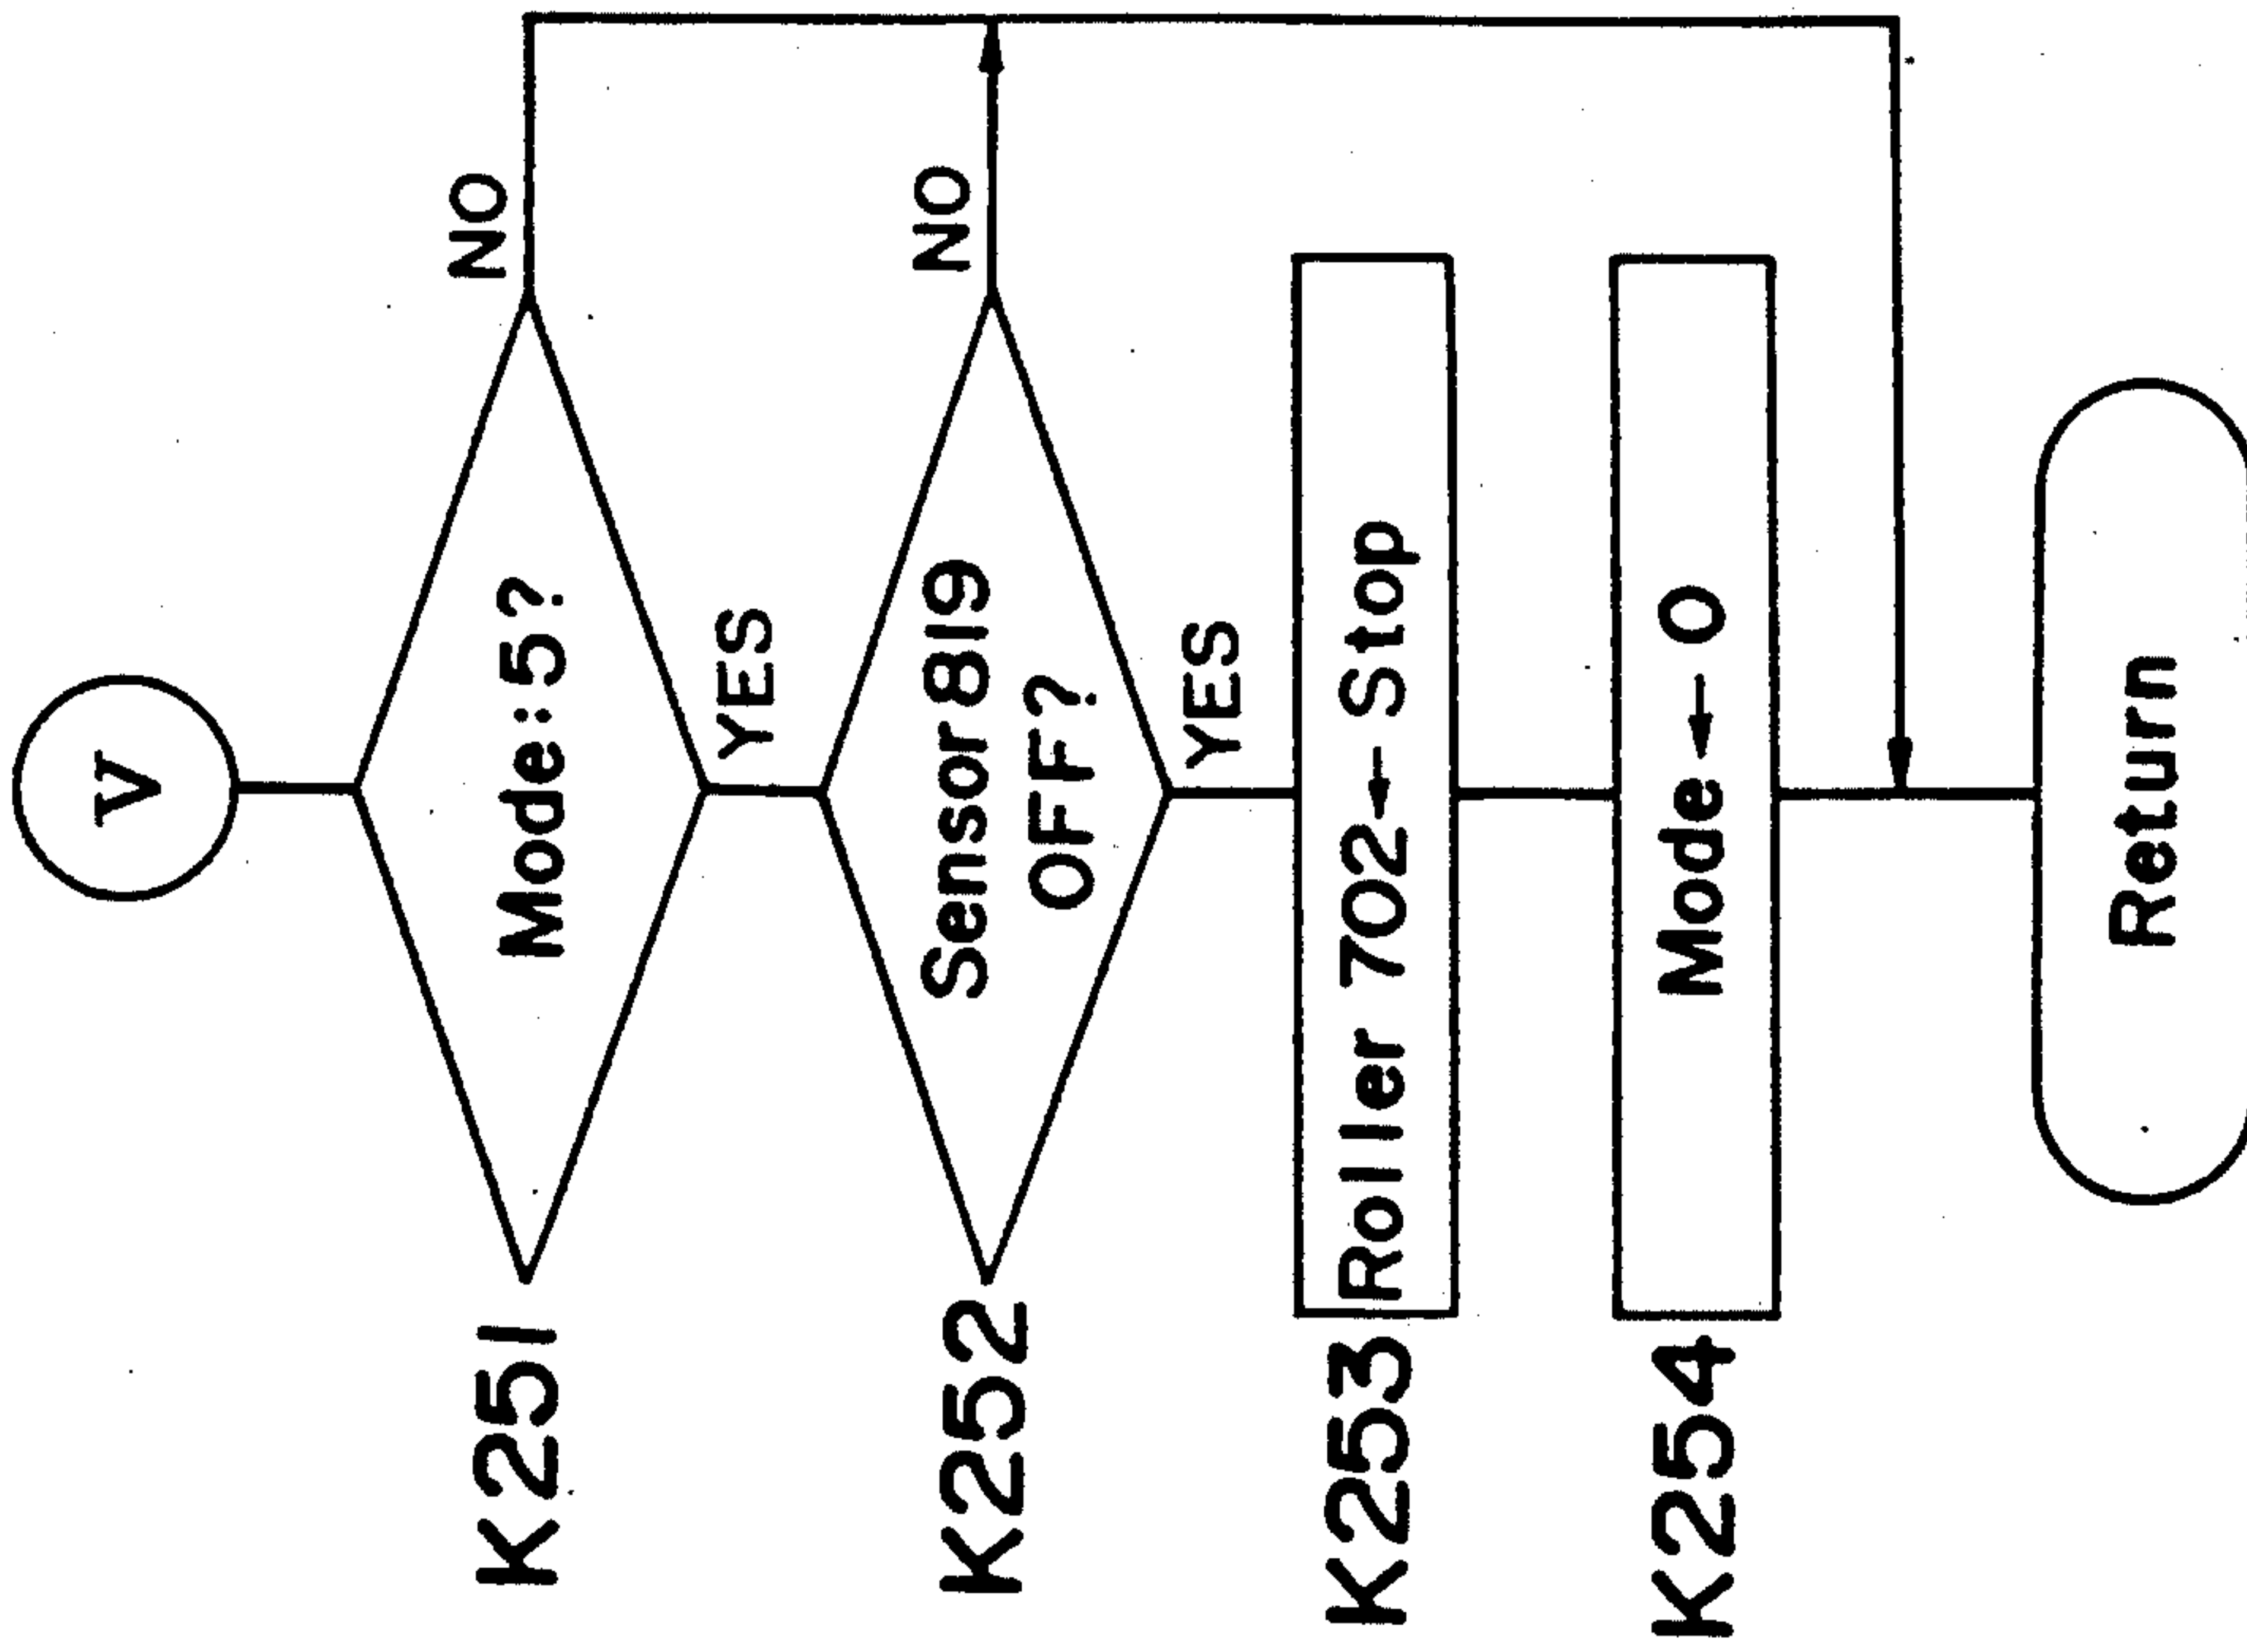 V
K251
Mode:5?
NO
YES
K252
Sensor 819
OFF?
NO
YES
K253
Roller 702 ← Stop
K254
Mode ← 0
Return